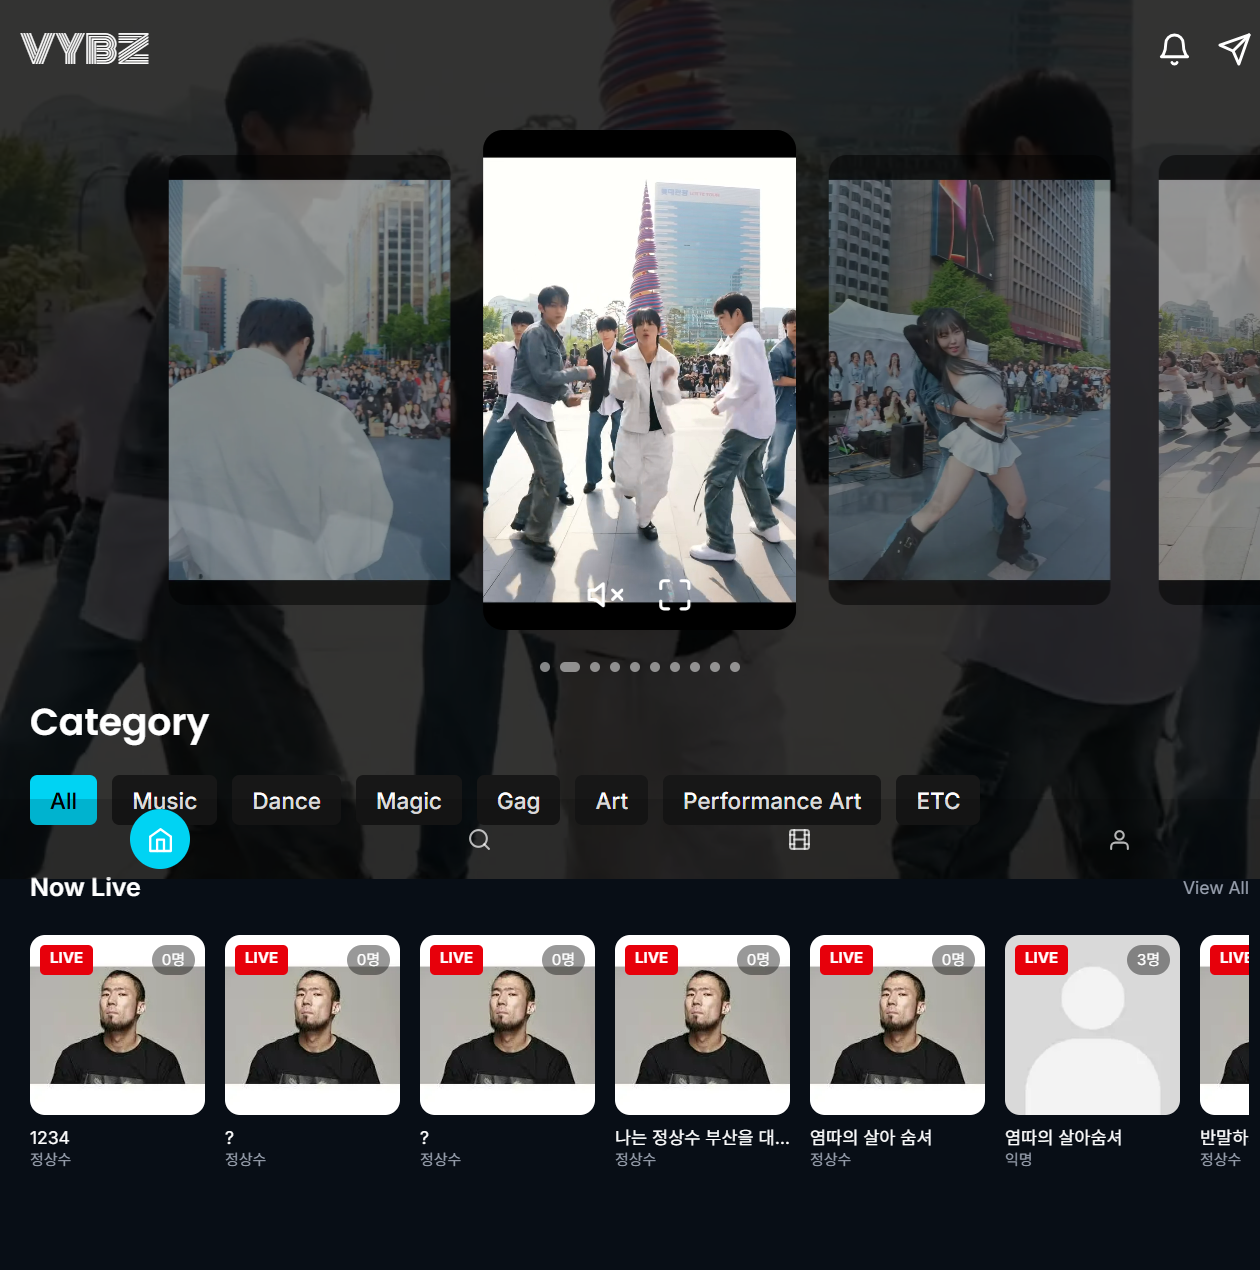 VYBZ
Category
All
Music
Dance
Magic
Gag
Art
Performance Art
ETC
Now Live
View All
LIVE
0명
LIVE
0명
LIVE
0명
LIVE
0명
LIVE
0명
LIVE
3명
LIVE
1234
정상수
?
정상수
?
정상수
나는 정상수 부산을 대...
정상수
염따의 살아 숨셔
정상수
염따의 살아숨셔
익명
반말하
정상수